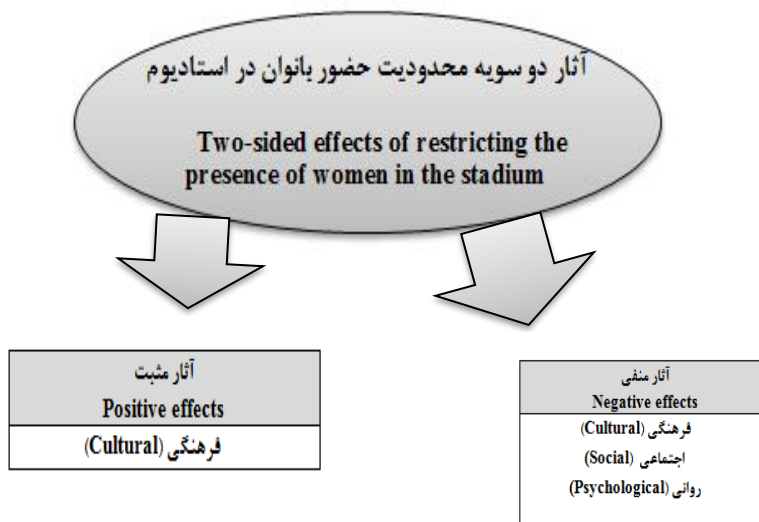 آثار دو سویه محدودیت حضور بانوان در استادیوم
Two-sided effects of restricting the
presence of women in the stadium
آثار مثبت
Positive effects
فرهنگی (Cultural)
آثار منفی
Negative effects
فرهنگی (Cultural)
اجتماعی (Social)
روانی (Psychological)